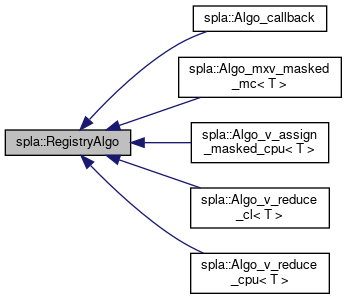 spla::Algo_callback
spla::Algo_mxv_masked
_mc< T >
spla::RegistryAlgo
spla::Algo_v_assign
_masked_cpu< T >
spla::Algo_v_reduce
_cl< T >
spla::Algo_v_reduce
_cpu< T >